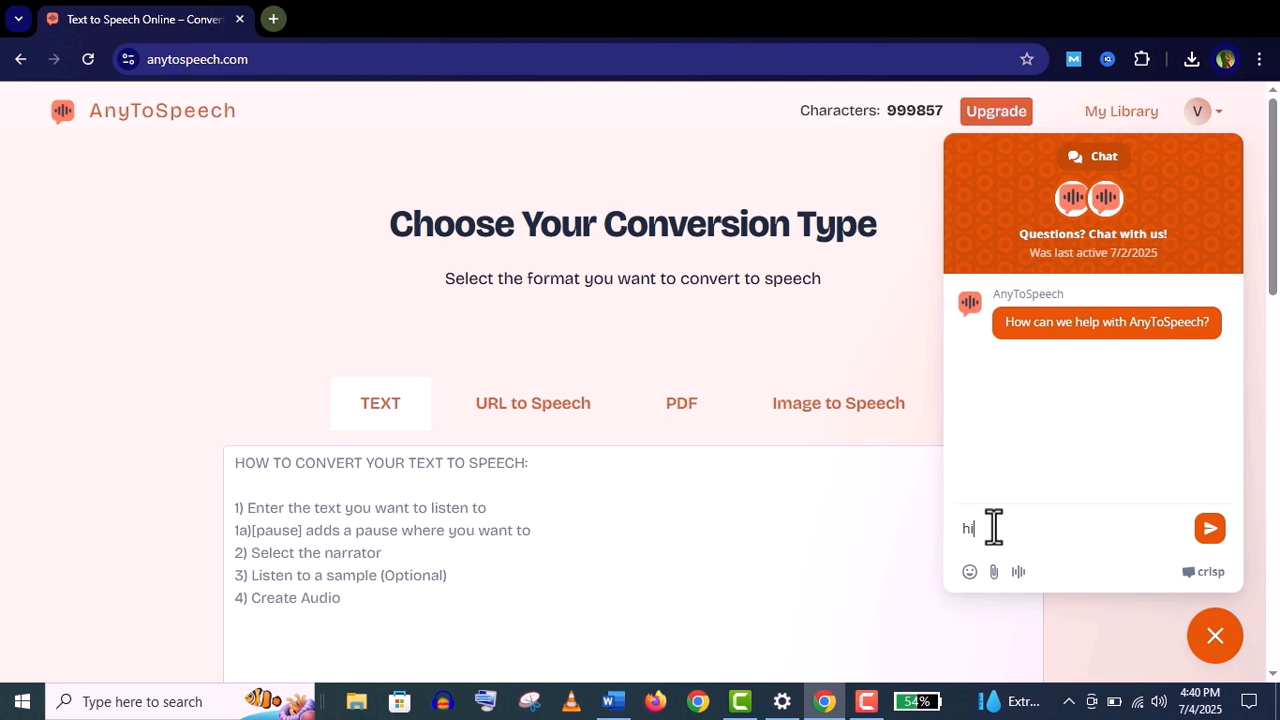 Text to Speech Online – Conver
anytospeech.com
AnyToSpeech
Characters: 999857
Upgrade
My Library
V
Choose Your Conversion Type
Select the format you want to convert to speech
TEXT
URL to Speech
PDF
Image to Speech
HOW TO CONVERT YOUR TEXT TO SPEECH:
1) Enter the text you want to listen to
1a)[pause] adds a pause where you want to
2) Select the narrator
3) Listen to a sample (Optional)
4) Create Audio
Chat
Questions? Chat with us!
Was last active 7/2/2025
AnyToSpeech
How can we help with AnyToSpeech?
hi
crisp
Type here to search
54%
Extr...
4:40 PM
7/4/2025